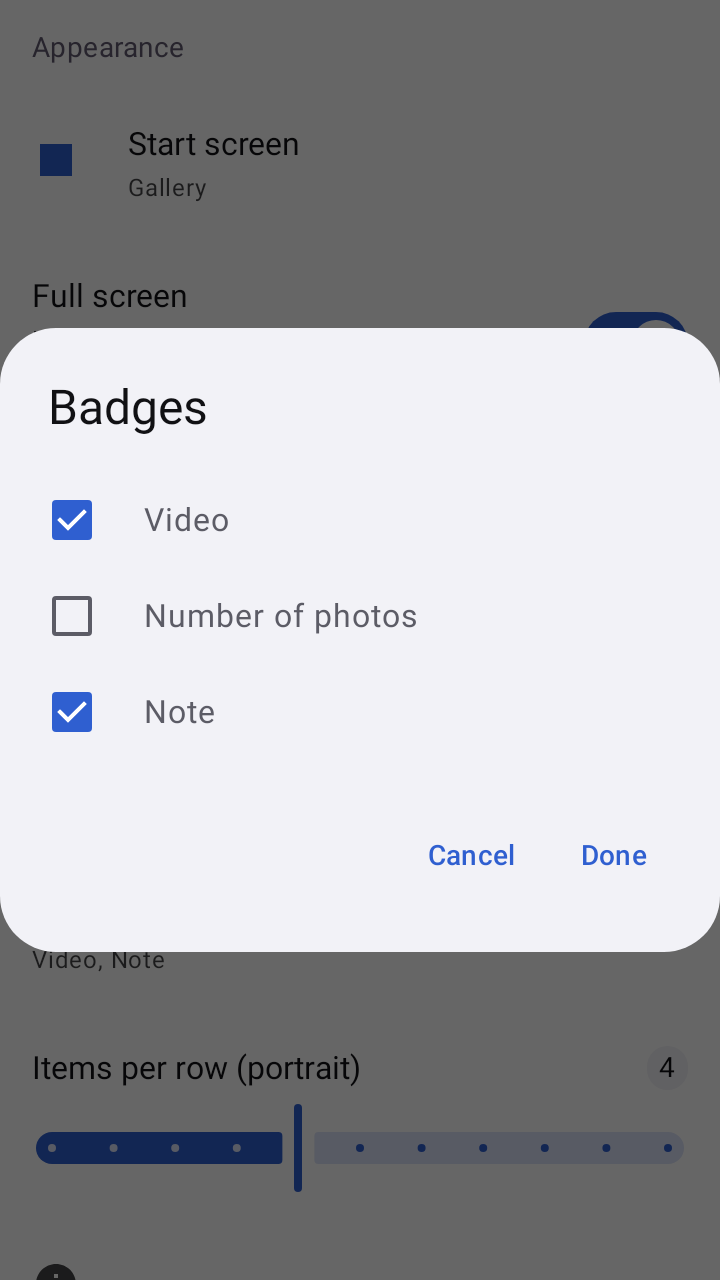 Appearance
Start screen
Gallery
Full screen
Badges
Video
Number of photos
Note
Cancel
Done
Video, Note
Items per row (portrait)
4